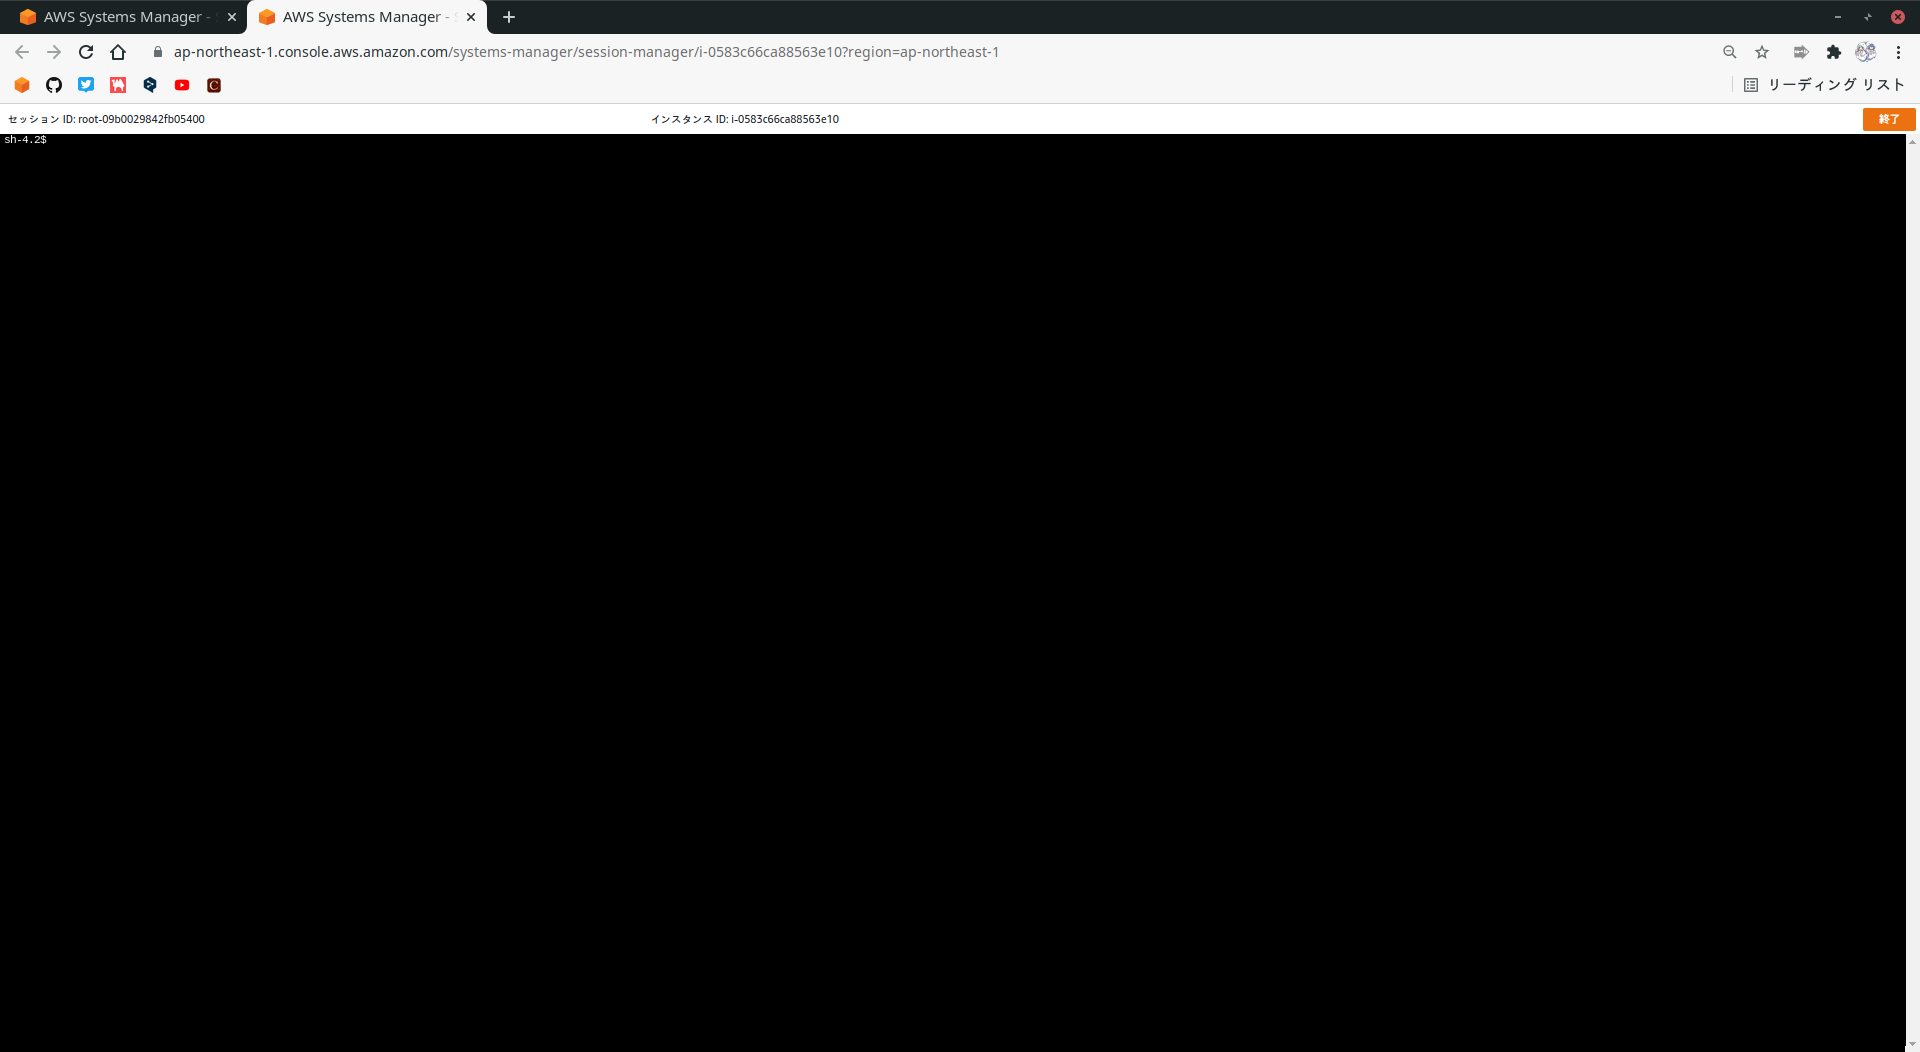 AWS Systems Manager -
AWS Systems Manager -
ap-northeast-1.console.aws.amazon.com/systems-manager/session-manager/i-0583c66ca88563e10?region=ap-northeast-1
リーディング リスト
セッション ID: root-09b0029842fb05400
インスタンス ID: i-0583c66ca88563e10
終了
sh-4.2$